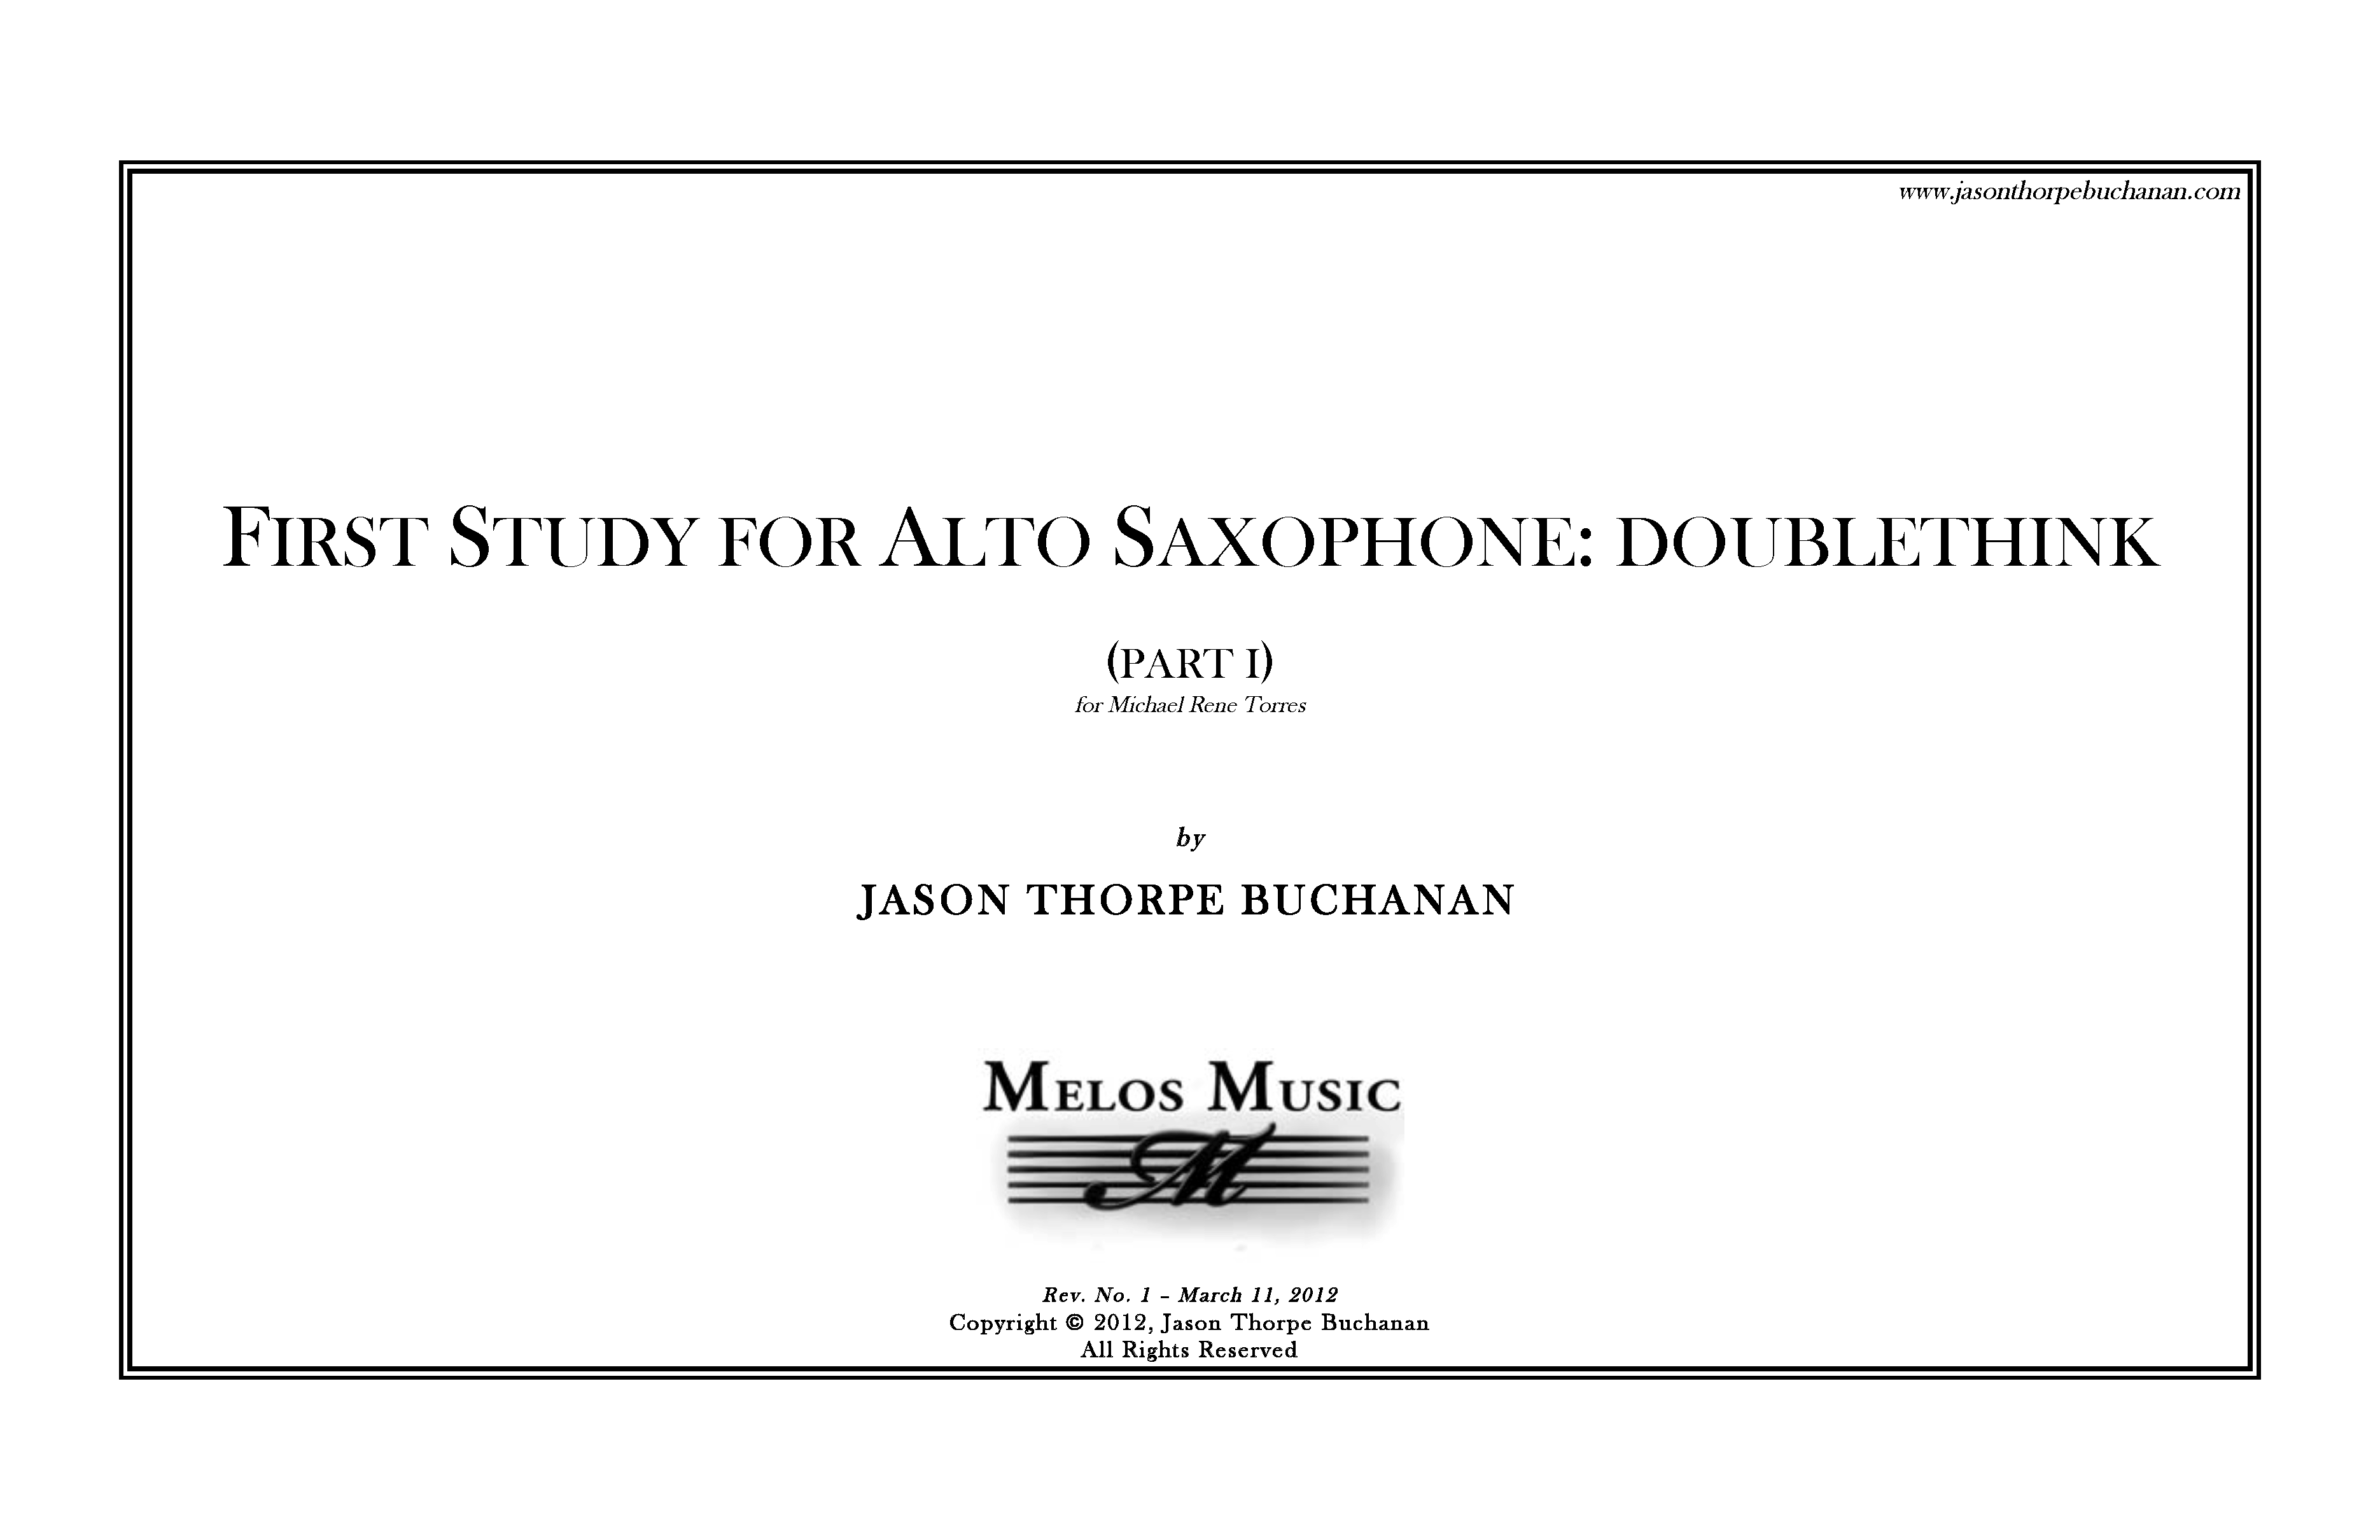 www.jasonthorpebuchanan.com
FIRST STUDY FOR ALTO SAXOPHONE: DOUBLETHINK
(PART I)
for Michael Rene Torres
by
JASON THORPE BUCHANAN
MELOS MUSIC
M
Rev. No. 1 – March 11, 2012
Copyright © 2012, Jason Thorpe Buchanan
All Rights Reserved